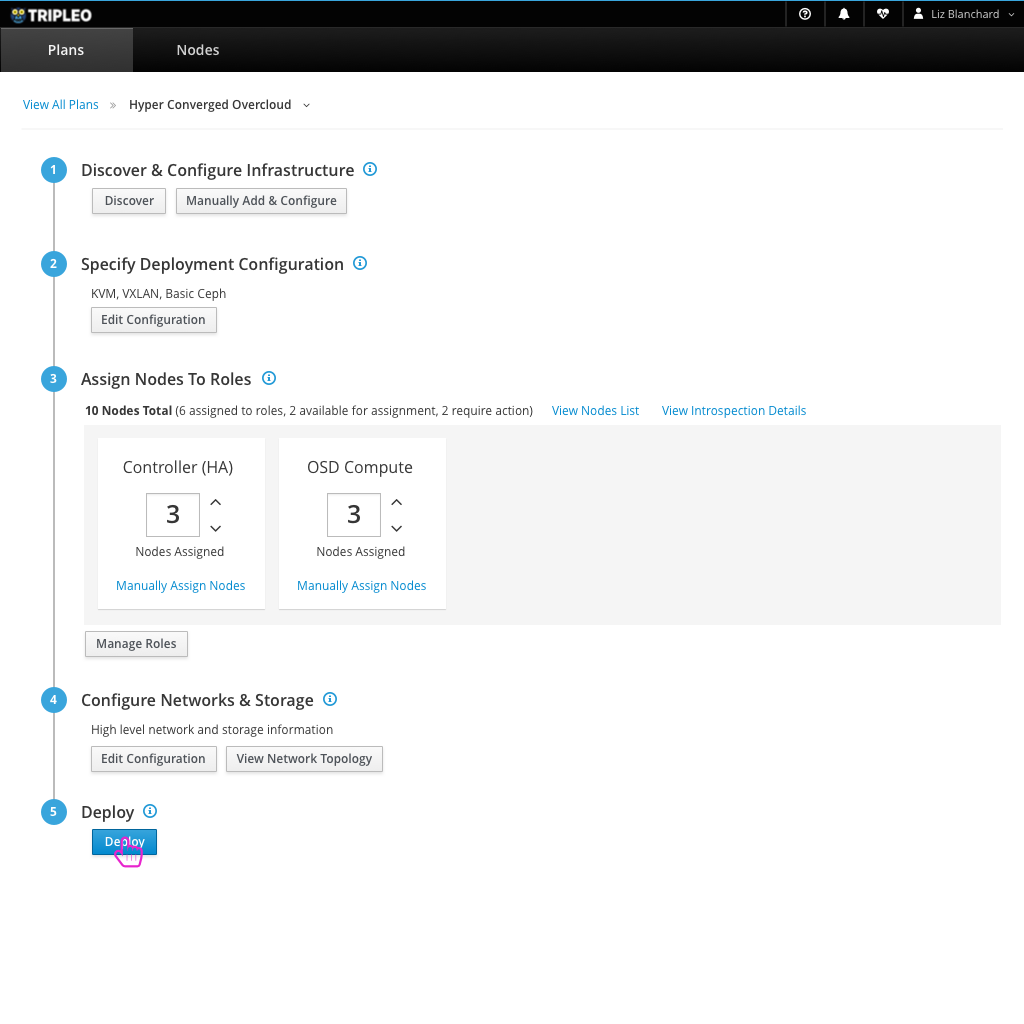 TRIPLEO
Liz Blanchard
Plans Nodes
View All Plans » Hyper Converged Overcloud
1 Discover & Configure Infrastructure
Discover Manually Add & Configure
2 Specify Deployment Configuration
KVM, VXLAN, Basic Ceph
Edit Configuration
3 Assign Nodes To Roles
10 Nodes Total (6 assigned to roles, 2 available for assignment, 2 require action) View Nodes List View Introspection Details
Controller (HA) OSD Compute
3 3
Nodes Assigned Nodes Assigned
Manually Assign Nodes Manually Assign Nodes
Manage Roles
4 Configure Networks & Storage
High level network and storage information
Edit Configuration View Network Topology
5 Deploy
Deploy